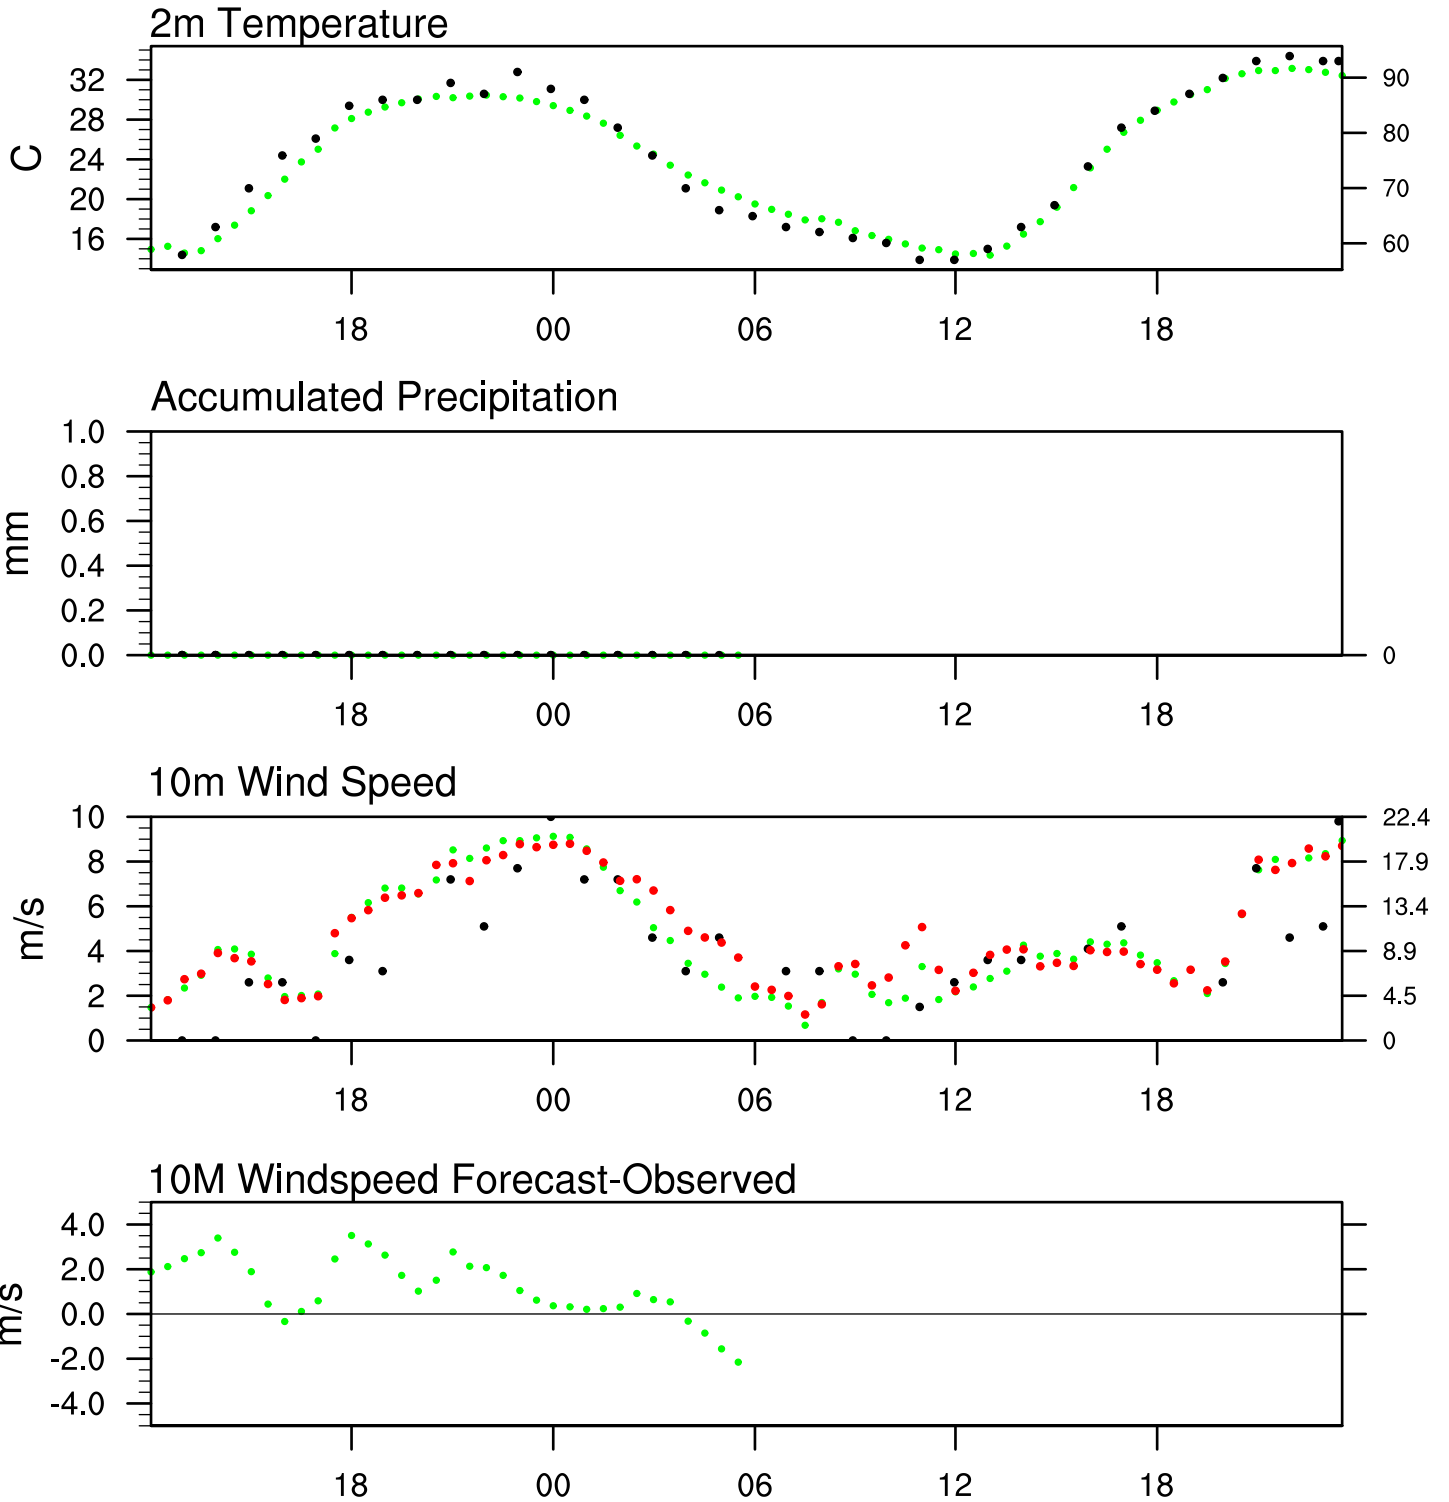 2m Temperature
32
28
24
20
16
C
90
80
70
60
18 00 06 12 18
Accumulated Precipitation
1.0
0.8
0.6
0.4
0.2
0.0
mm
0
18 00 06 12 18
10m Wind Speed
10
8
6
4
2
0
m/s
22.4
17.9
13.4
8.9
4.5
0
18 00 06 12 18
10M Windspeed Forecast-Observed
4.0
2.0
0.0
-2.0
-4.0
m/s
18 00 06 12 18